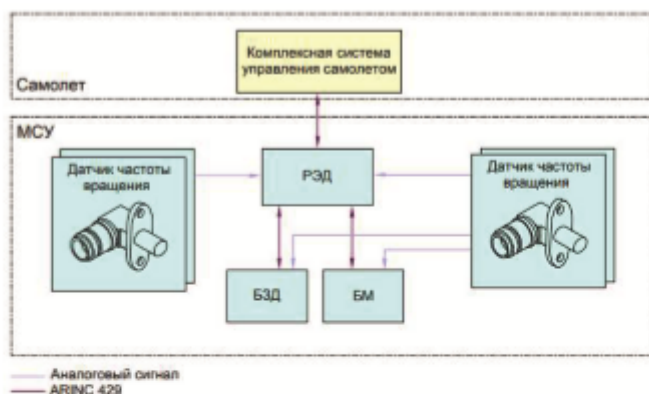 Комплексная система
управления самолетом
Самолет
МСУ
Датчик частоты
вращения
РЭД
Датчик частоты
вращения
БЗД
БМ
Аналоговый сигнал
ARINC 429